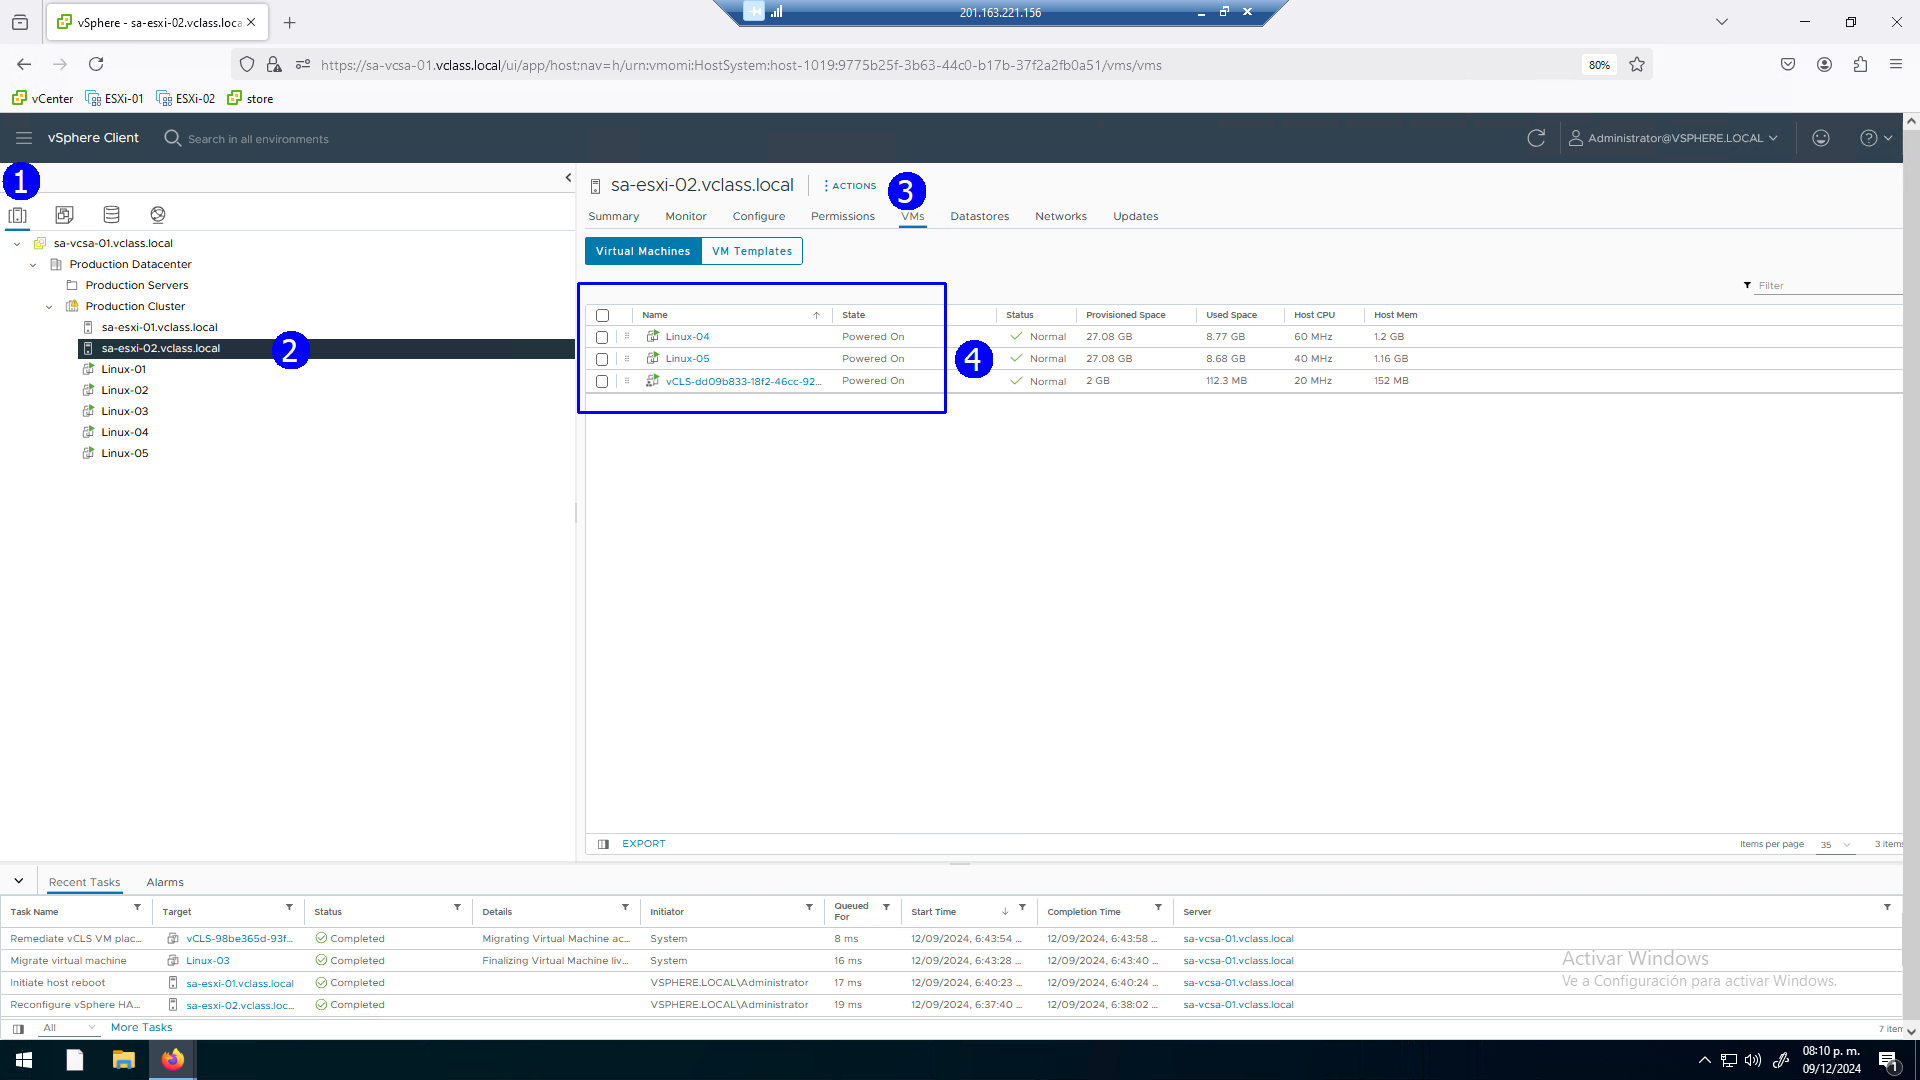 vSphere - sa-esxi-02.vclass.loca
201.163.221.156
https://sa-vcsa-01.vclass.local/ui/app/host;nav=h/urn:vmomi:HostSystem:host-1019:9775b25f-3b63-44c0-b17b-37f2a2fb0a51/vms/vms
80%
vCenter ESXi-01 ESXi-02 store
vSphere Client Search in all environments Administrator@VSPHERE.LOCAL
1
sa-vcsa-01.vclass.local
Production Datacenter
Production Servers
Production Cluster
sa-esxi-01.vclass.local
sa-esxi-02.vclass.local 2
Linux-01
Linux-02
Linux-03
Linux-04
Linux-05
sa-esxi-02.vclass.local ACTIONS 3
Summary Monitor Configure Permissions VMs Datastores Networks Updates
Virtual Machines VM Templates
Filter
Name State Status Provisioned Space Used Space Host CPU Host Mem
Linux-04 Powered On Normal 27.08 GB 8.77 GB 60 MHz 1.2 GB
Linux-05 Powered On 4 Normal 27.08 GB 8.68 GB 40 MHz 1.16 GB
vCLS-dd09b833-18f2-46cc-92... Powered On Normal 2 GB 112.3 MB 20 MHz 152 MB
EXPORT Items per page 35 3 items
Recent Tasks Alarms
Task Name Target Status Details Initiator Queued For Start Time Completion Time Server
Remediate vCLS VM plac... vCLS-98be365d-93f... Completed Migrating Virtual Machine ac... System 8 ms 12/09/2024, 6:43:54 ... 12/09/2024, 6:43:58 ... sa-vcsa-01.vclass.local
Migrate virtual machine Linux-03 Completed Finalizing Virtual Machine liv... System 16 ms 12/09/2024, 6:43:28 ... 12/09/2024, 6:43:40 ... sa-vcsa-01.vclass.local
Initiate host reboot sa-esxi-01.vclass.local Completed VSPHERE.LOCAL\Administrator 17 ms 12/09/2024, 6:40:23 ... 12/09/2024, 6:40:24 ... sa-vcsa-01.vclass.local
Reconfigure vSphere HA... sa-esxi-02.vclass.loc... Completed VSPHERE.LOCAL\Administrator 19 ms 12/09/2024, 6:37:40 ... 12/09/2024, 6:38:02 ... sa-vcsa-01.vclass.local
Activar Windows
Ve a Configuración para activar Windows.
All More Tasks 7 item
08:10 p. m.
09/12/2024
1